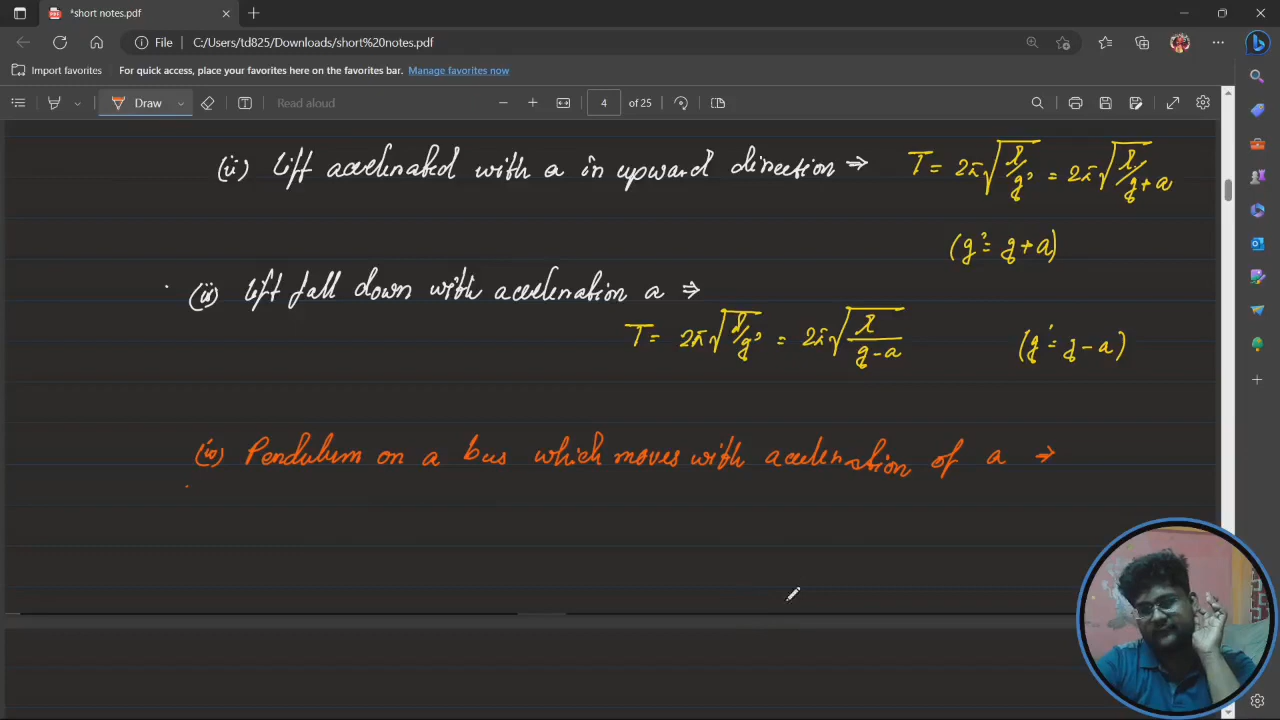 *short notes.pdf
File
C:/Users/td825/Downloads/short%20notes.pdf
Import favorites
For quick access, place your favorites here on the favorites bar. Manage favorites now
Draw
Read aloud
4 of 25
(ii) Lift accelerated with a in upward direction ⇒ T = 2π√(l/g') = 2π√(l/g+a)
(g' = g+a)
(iii) Lift fall down with acceleration a ⇒
T = 2π√(l/g') = 2π√(l/g-a) (g' = g-a)
(iv) Pendulum on a bus which moves with acceleration of a ⇒